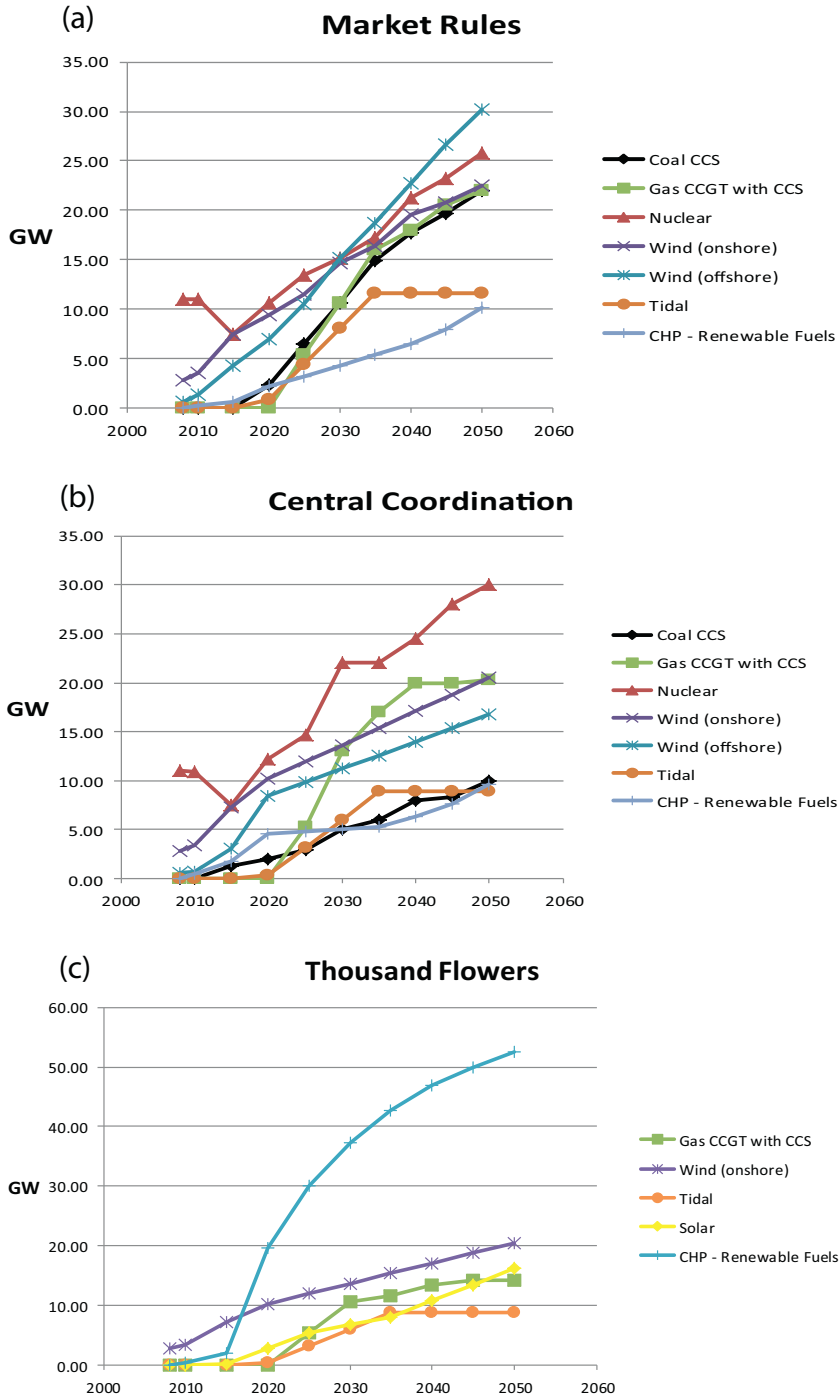 (a)
Market Rules
35.00
30.00
25.00
20.00
15.00
10.00
5.00
0.00
GW
2000 2010 2020 2030 2040 2050 2060
Coal CCS
Gas CCGT with CCS
Nuclear
Wind (onshore)
Wind (offshore)
Tidal
CHP - Renewable Fuels
(b)
Central Coordination
35.00
30.00
25.00
20.00
15.00
10.00
5.00
0.00
GW
2000 2010 2020 2030 2040 2050 2060
Coal CCS
Gas CCGT with CCS
Nuclear
Wind (onshore)
Wind (offshore)
Tidal
CHP - Renewable Fuels
(c)
Thousand Flowers
60.00
50.00
40.00
30.00
20.00
10.00
0.00
GW
2000 2010 2020 2030 2040 2050 2060
Gas CCGT with CCS
Wind (onshore)
Tidal
Solar
CHP - Renewable Fuels